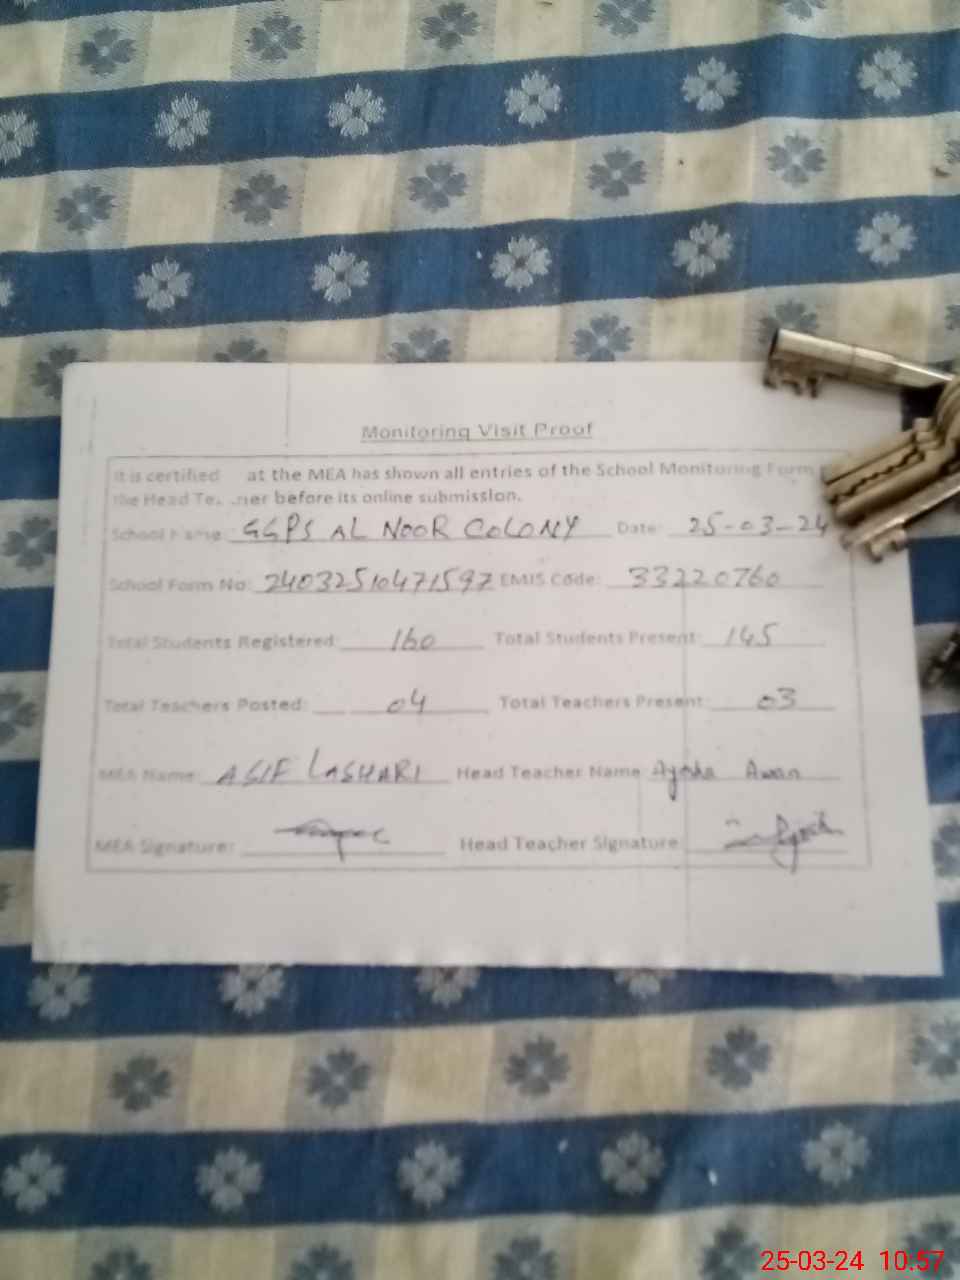 Monitoring Visit Proof
It is certified at the MEA has shown all entries of the School Monitoring Form
the Head Te. .ner before its online submission.
School Name: GGPS AL NOOR COLONY Date: 25-03-24
School Form No: 24032510471597 EMIS Code: 33220760
Total Students Registered: 160 Total Students Present: 145
Total Teachers Posted: 04 Total Teachers Present: 03
MEA Name: ASIF LASHARI Head Teacher Name Ayesha Awan
MEA Signature: Head Teacher Signature
25-03-24 10:57